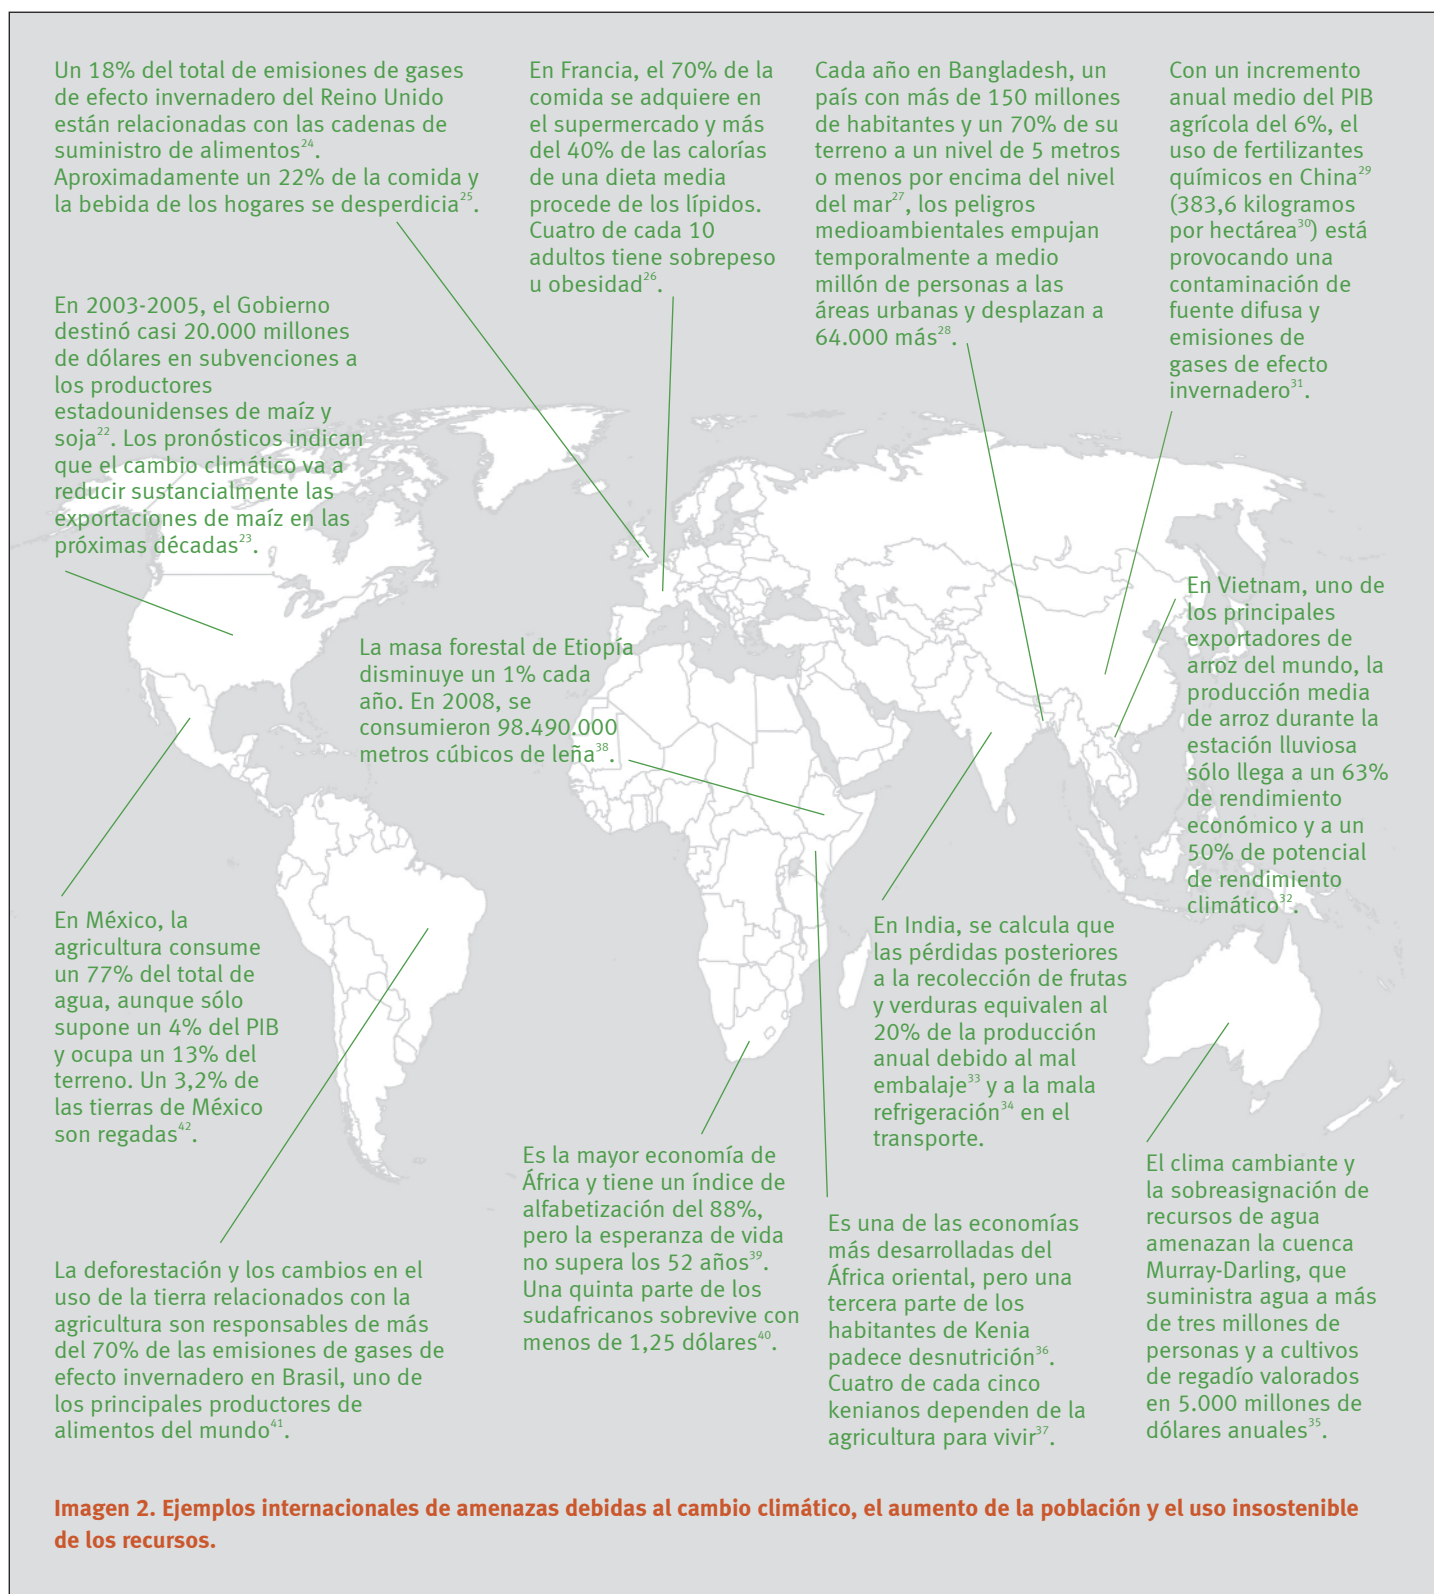 Un 18% del total de emisiones de gases
de efecto invernadero del Reino Unido
están relacionadas con las cadenas de
suministro de alimentos²⁴.
Aproximadamente un 22% de la comida y
la bebida de los hogares se desperdicia²⁵.
En Francia, el 70% de la
comida se adquiere en
el supermercado y más
del 40% de las calorías
de una dieta media
procede de los lípidos.
Cuatro de cada 10
adultos tiene sobrepeso
u obesidad²⁶.
Cada año en Bangladesh, un
país con más de 150 millones
de habitantes y un 70% de su
terreno a un nivel de 5 metros
o menos por encima del nivel
del mar²⁷, los peligros
medioambientales empujan
temporalmente a medio
millón de personas a las
áreas urbanas y desplazan a
64.000 más²⁸.
Con un incremento
anual medio del PIB
agrícola del 6%, el
uso de fertilizantes
químicos en China²⁹
(383,6 kilogramos
por hectárea³⁰) está
provocando una
contaminación de
fuente difusa y
emisiones de
gases de efecto
invernadero³¹.
En 2003-2005, el Gobierno
destinó casi 20.000 millones
de dólares en subvenciones a
los productores
estadounidenses de maíz y
soja²². Los pronósticos indican
que el cambio climático va a
reducir sustancialmente las
exportaciones de maíz en las
próximas décadas²³.
En Vietnam, uno de
los principales
exportadores de
arroz del mundo, la
producción media
de arroz durante la
estación lluviosa
sólo llega a un 63%
de rendimiento
económico y a un
50% de potencial
de rendimiento
climático³².
La masa forestal de Etiopía
disminuye un 1% cada
año. En 2008, se
consumieron 98.490.000
metros cúbicos de leña³⁸.
En México, la
agricultura consume
un 77% del total de
agua, aunque sólo
supone un 4% del PIB
y ocupa un 13% del
terreno. Un 3,2% de
las tierras de México
son regadas⁴².
En India, se calcula que
las pérdidas posteriores
a la recolección de frutas
y verduras equivalen al
20% de la producción
anual debido al mal
embalaje³³ y a la mala
refrigeración³⁴ en el
transporte.
Es la mayor economía de
África y tiene un índice de
alfabetización del 88%,
pero la esperanza de vida
no supera los 52 años³⁹.
Una quinta parte de los
sudafricanos sobrevive con
menos de 1,25 dólares⁴⁰.
El clima cambiante y
la sobreasignación de
recursos de agua
amenazan la cuenca
Murray-Darling, que
suministra agua a más
de tres millones de
personas y a cultivos
de regadío valorados
en 5.000 millones de
dólares anuales³⁵.
Es una de las economías
más desarrolladas del
África oriental, pero una
tercera parte de los
habitantes de Kenia
padece desnutrición³⁶.
Cuatro de cada cinco
kenianos dependen de la
agricultura para vivir³⁷.
La deforestación y los cambios en el
uso de la tierra relacionados con la
agricultura son responsables de más
del 70% de las emisiones de gases de
efecto invernadero en Brasil, uno de
los principales productores de
alimentos del mundo⁴¹.
Imagen 2. Ejemplos internacionales de amenazas debidas al cambio climático, el aumento de la población y el uso insostenible
de los recursos.